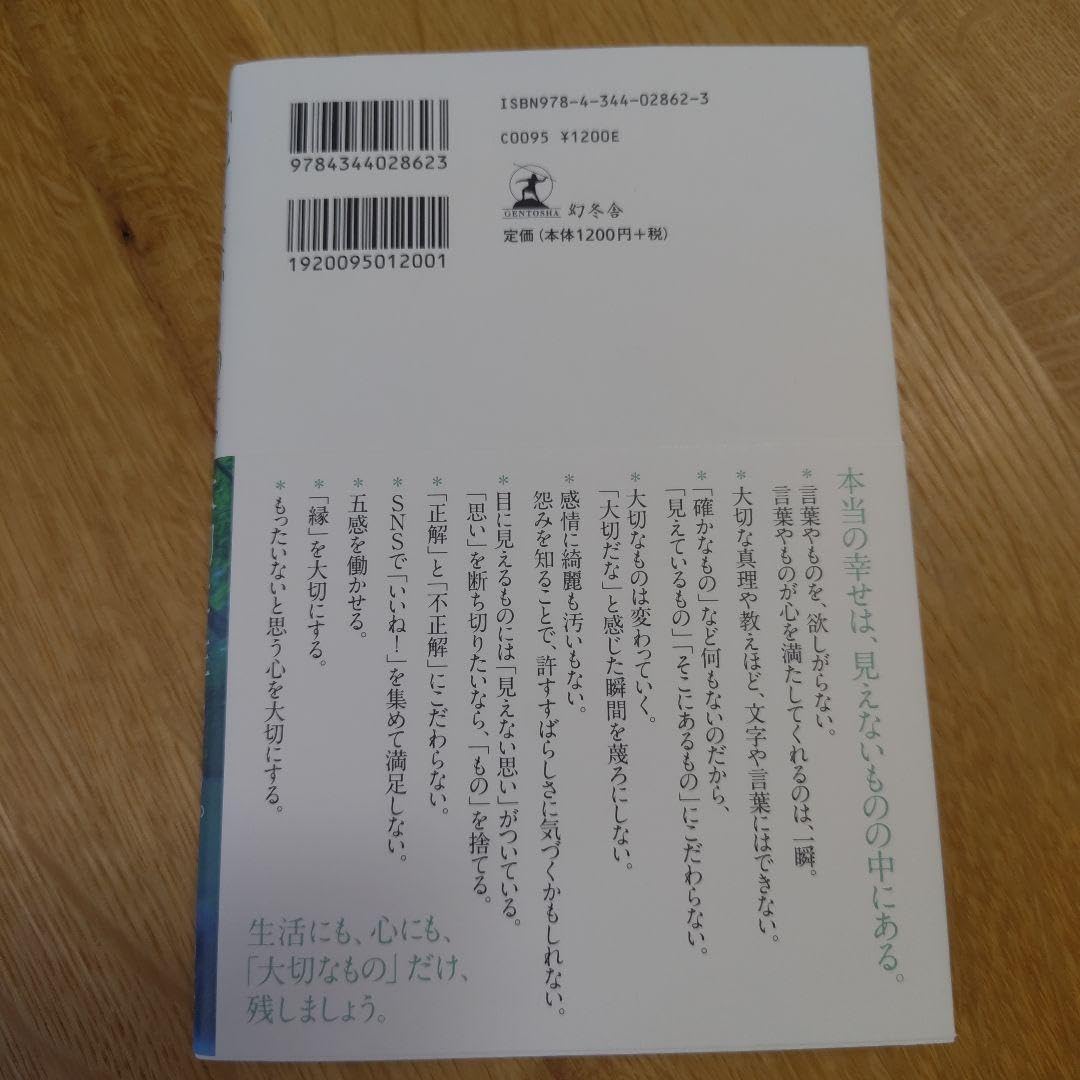 9784344028623
1920095012001
ISBN978-4-344-02862-3
C0095 ¥1200E
GENTOSHA 幻冬舎
定価(本体1200円+税)
本当の幸せは、見えないものの中にある。
*言葉やものを、欲しがらない。
言葉やものが心を満たしてくれるのは、一瞬。
*大切な真理や教えほど、文字や言葉にはできない。
*「確かなもの」など何もないのだから、
「見えているもの」「そこにあるもの」にこだわらない。
*大切なものは変わっていく。
「大切だな」と感じた瞬間を蔑ろにしない。
*感情に綺麗も汚いもない。
怨みを知ることで、許すすばらしさに気づくかもしれない。
*目に見えるものには「見えない思い」がついている。
「思い」を断ち切りたいなら、「もの」を捨てる。
*「正解」と「不正解」にこだわらない。
*SNSで「いいね!」を集めて満足しない。
*五感を働かせる。
*「縁」を大切にする。
*もったいないと思う心を大切にする。
生活にも、心にも、
「大切なもの」だけ、
残しましょう。